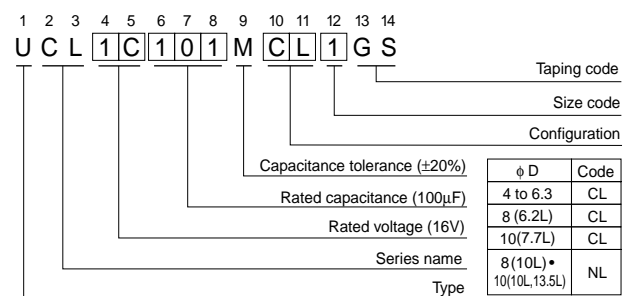 1 2 3 4 5 6 7 8 9 10 11 12 13 14
U C L 1 C 1 0 1 M C L 1 G S
Taping code
Size code
Configuration
Capacitance tolerance (±20%)
Rated capacitance (100μF)
Rated voltage (16V)
Series name
Type
ϕ D Code
4 to 6.3 CL
8 (6.2L) CL
10(7.7L) CL
8(10L)• NL
10(10L,13.5L)